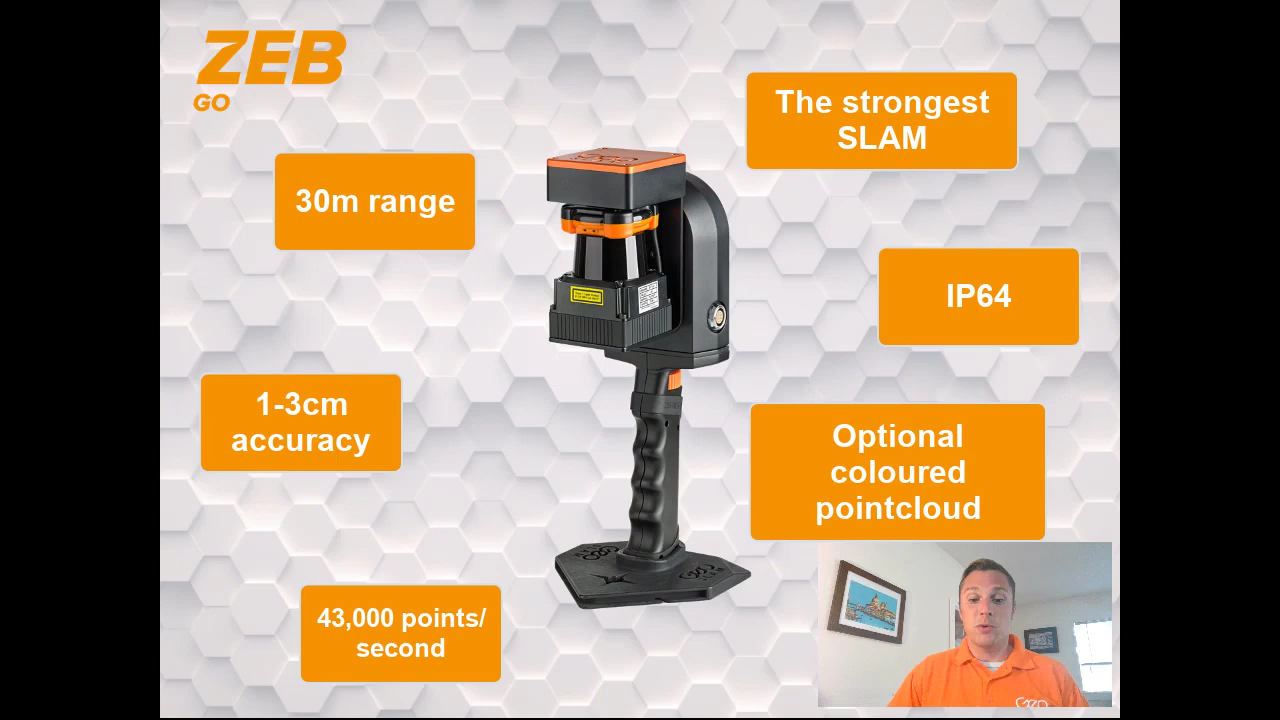 ZEB
GO
The strongest
SLAM
30m range
IP64
1-3cm
accuracy
Optional
coloured
pointcloud
43,000 points/
second